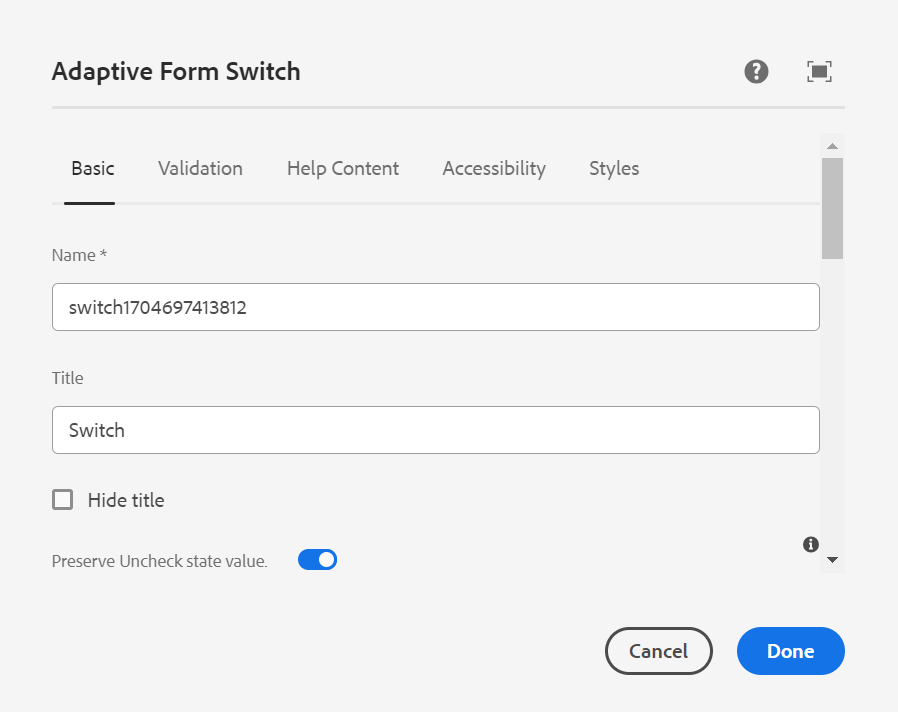 Adaptive Form Switch
Basic Validation Help Content Accessibility Styles
Name *
switch1704697413812
Title
Switch
Hide title
Preserve Uncheck state value.
Cancel Done